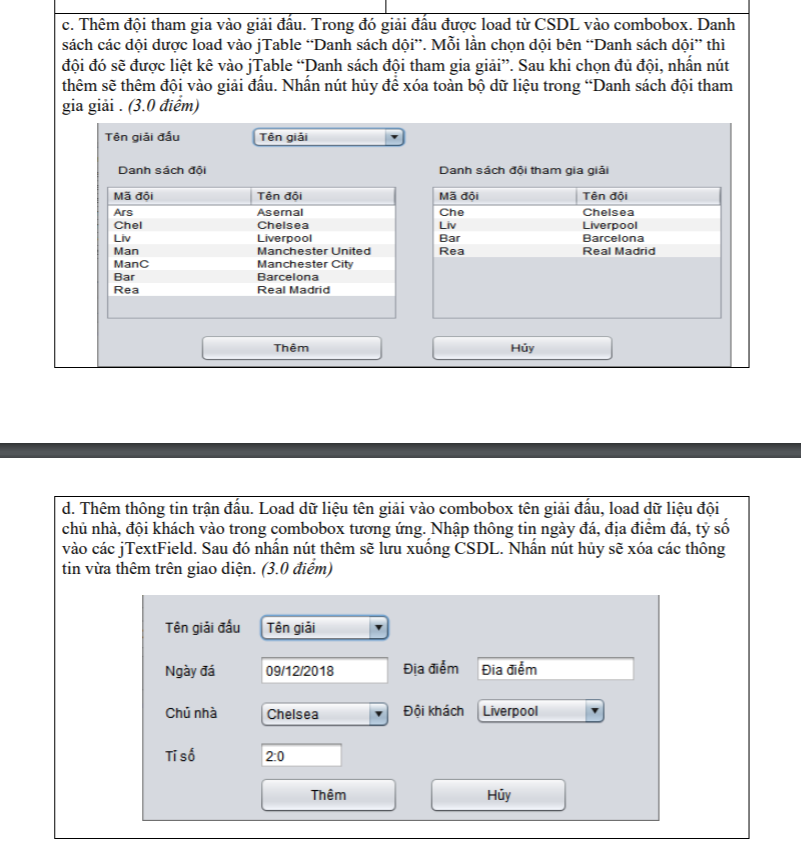 c. Thêm đội tham gia vào giải đấu. Trong đó giải đấu được load từ CSDL vào combobox. Danh
sách các dội dược load vào jTable “Danh sách dội”. Mỗi lần chọn dội bên “Danh sách dội” thì
đội đó sẽ được liệt kê vào jTable “Danh sách đội tham gia giải”. Sau khi chọn đủ đội, nhấn nút
thêm sẽ thêm đội vào giải đấu. Nhấn nút hủy để xóa toàn bộ dữ liệu trong “Danh sách đội tham
gia giải . (3.0 điểm)
Tên giải đấu Tên giải
Danh sách đội Danh sách đội tham gia giải
Mã đội Tên đội Mã đội Tên đội
Ars Asernal Che Chelsea
Chel Chelsea Liv Liverpool
Liv Liverpool Bar Barcelona
Man Manchester United Rea Real Madrid
ManC Manchester City
Bar Barcelona
Rea Real Madrid
Thêm Hủy
d. Thêm thông tin trận đấu. Load dữ liệu tên giải vào combobox tên giải đấu, load dữ liệu đội
chủ nhà, đội khách vào trong combobox tương ứng. Nhập thông tin ngày đá, địa điểm đá, tỷ số
vào các jTextField. Sau đó nhấn nút thêm sẽ lưu xuống CSDL. Nhấn nút hủy sẽ xóa các thông
tin vừa thêm trên giao diện. (3.0 điểm)
Tên giải đấu Tên giải
Ngày đá 09/12/2018 Địa điểm Đia điểm
Chủ nhà Chelsea Đội khách Liverpool
Tỉ số 2:0
Thêm Hủy